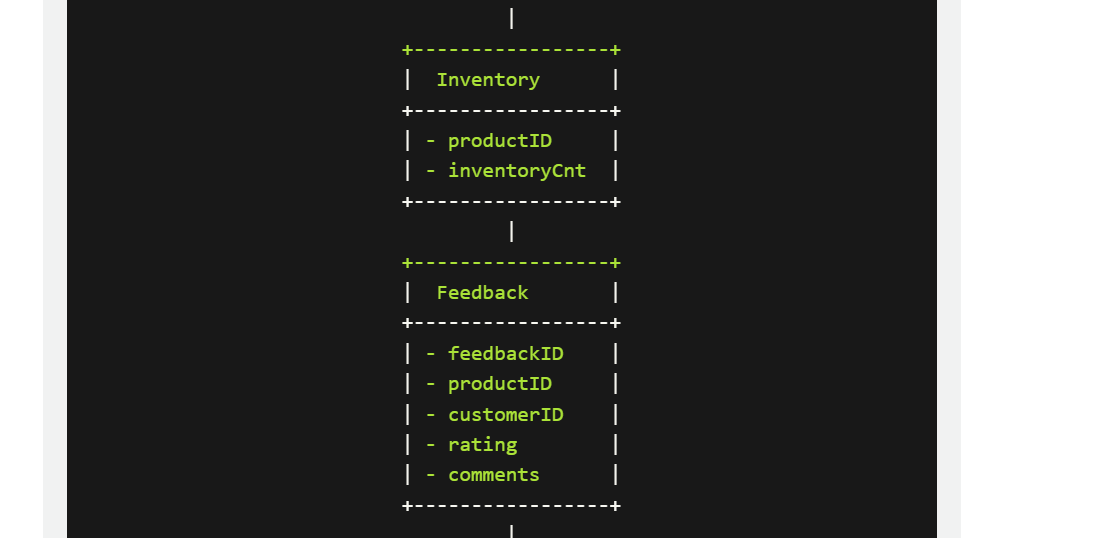 |
+-----------------+
|  Inventory      |
+-----------------+
| - productID     |
| - inventoryCnt  |
+-----------------+
|
+-----------------+
|  Feedback       |
+-----------------+
| - feedbackID    |
| - productID     |
| - customerID    |
| - rating        |
| - comments      |
+-----------------+
|